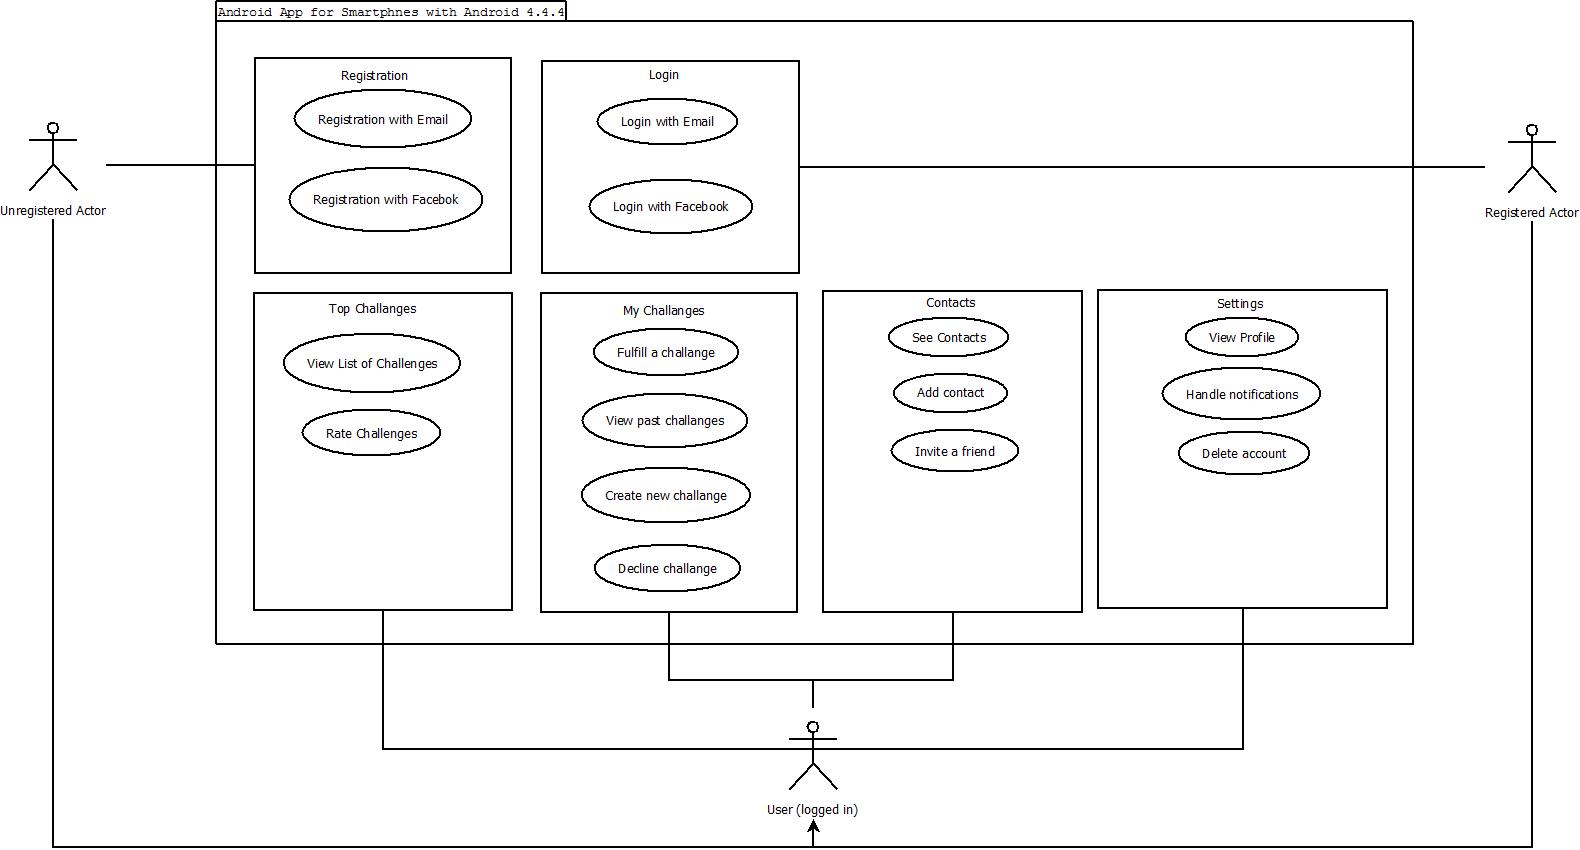 Android App for Smartphnes with Android 4.4.4
Registration
Registration with Email
Registration with Facebok
Login
Login with Email
Login with Facebook
Unregistered Actor
Registered Actor
Top Challanges
View List of Challenges
Rate Challenges
My Challanges
Fulfill a challange
View past challanges
Create new challange
Decline challange
Contacts
See Contacts
Add contact
Invite a friend
Settings
View Profile
Handle notifications
Delete account
User (logged in)